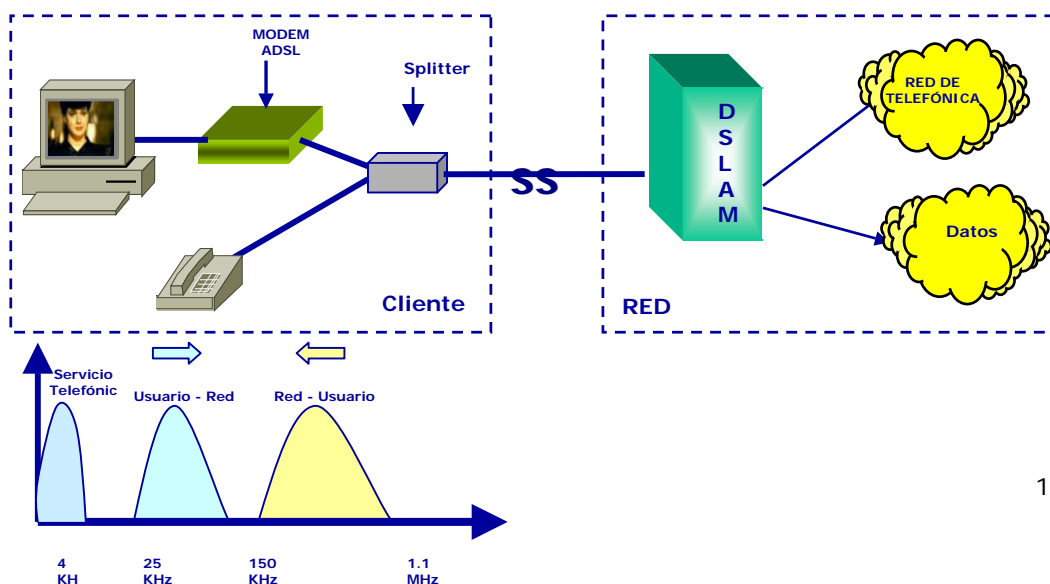 MODEM
ADSL
Splitter
D
S
L
A
M
RED DE
TELEFÓNICA
Datos
SS
Cliente
RED
Servicio
Telefónic
Usuario - Red
Red - Usuario
4
KH
25
KHz
150
KHz
1.1
MHz
1